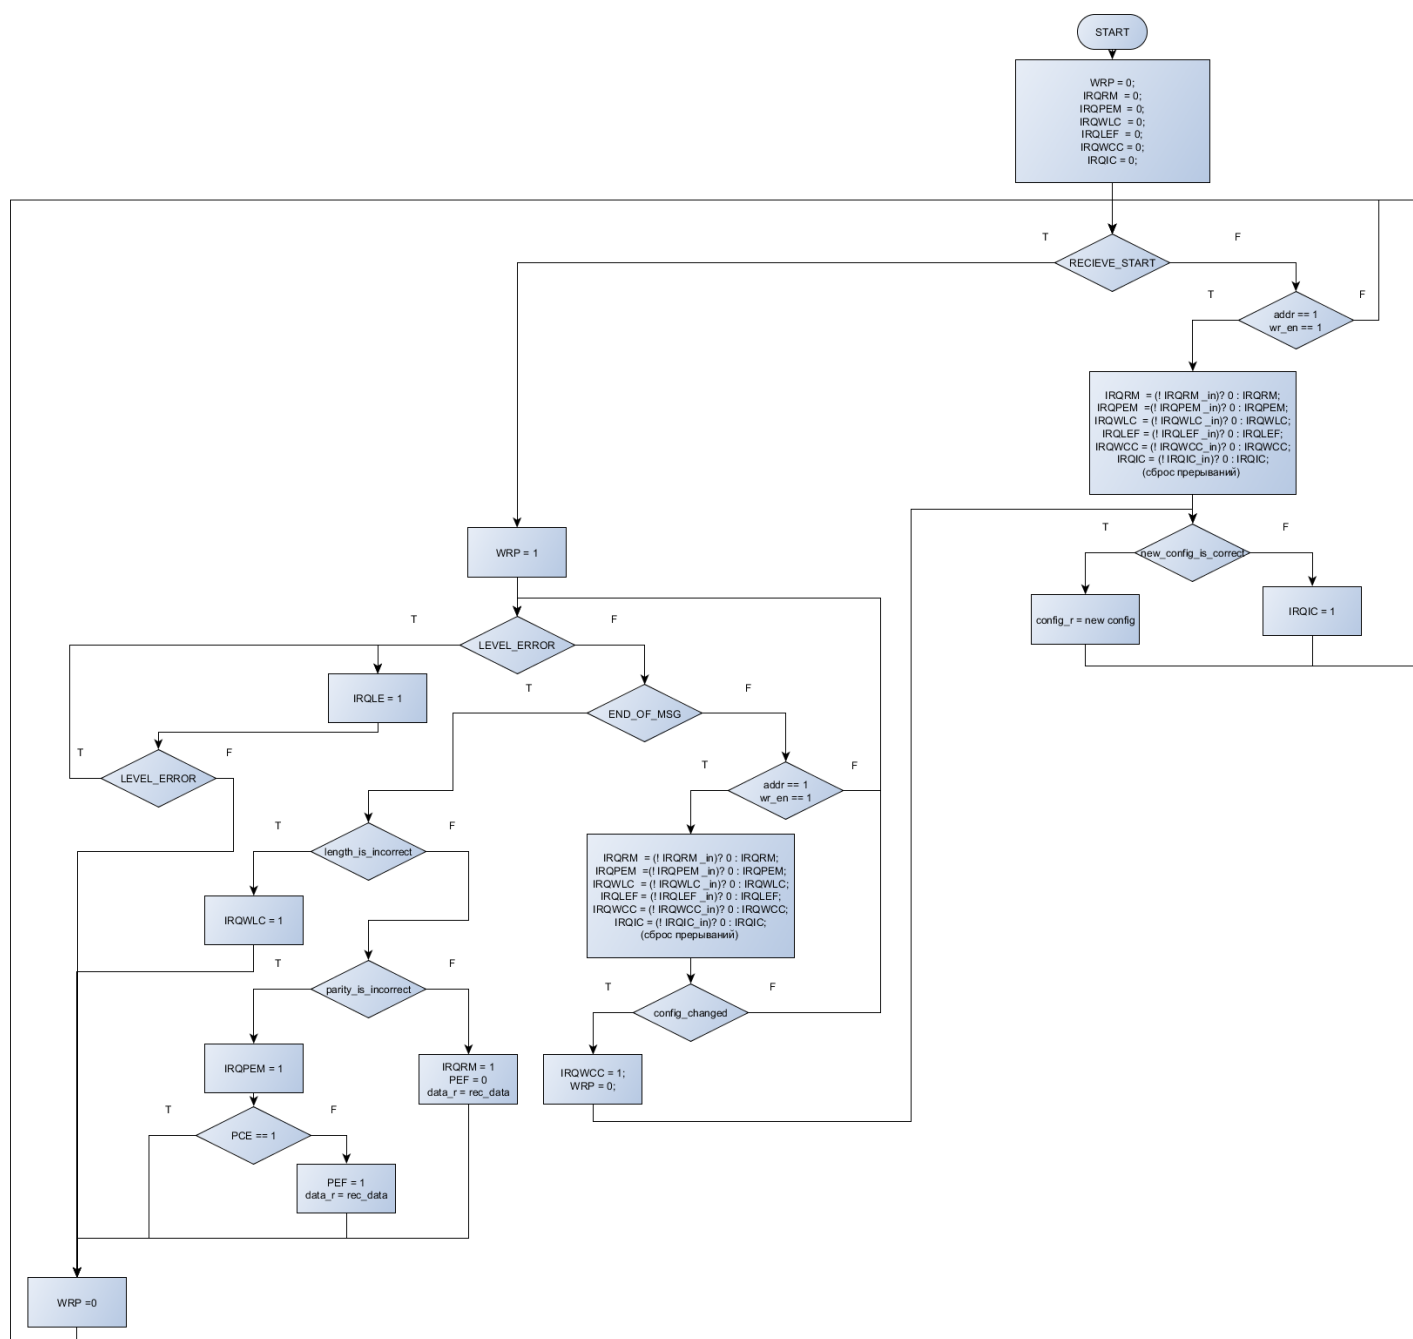 START
WRP = 0;
IRQRM  = 0;
IRQPEM  = 0;
IRQWLC  = 0;
IRQLEF  = 0;
IRQWCC = 0;
IRQIC = 0;
T
F
RECIEVE_START
T
F
addr == 1
wr_en == 1
IRQRM  = (! IRQRM _in)? 0 : IRQRM;
IRQPEM  =(! IRQPEM _in)? 0 : IRQPEM;
IRQWLC  = (! IRQWLC _in)? 0 : IRQWLC;
IRQLEF = (! IRQLEF _in)? 0 : IRQLEF;
IRQWCC = (! IRQWCC_in)? 0 : IRQWCC;
IRQIC = (! IRQIC_in)? 0 : IRQIC;
(сброс прерываний)
T
F
new_config_is_correct
config_r = new config
IRQIC = 1
WRP = 1
T
F
LEVEL_ERROR
IRQLE = 1
T
F
END_OF_MSG
T
F
LEVEL_ERROR
T
F
addr == 1
wr_en == 1
T
F
length_is_incorrect
IRQRM  = (! IRQRM _in)? 0 : IRQRM;
IRQPEM  =(! IRQPEM _in)? 0 : IRQPEM;
IRQWLC  = (! IRQWLC _in)? 0 : IRQWLC;
IRQLEF = (! IRQLEF _in)? 0 : IRQLEF;
IRQWCC = (! IRQWCC_in)? 0 : IRQWCC;
IRQIC = (! IRQIC_in)? 0 : IRQIC;
(сброс прерываний)
IRQWLC = 1
T
F
parity_is_incorrect
T
F
config_changed
IRQPEM = 1
IRQRM = 1
PEF = 0
data_r = rec_data
IRQWCC = 1;
WRP = 0;
T
F
PCE == 1
PEF = 1
data_r = rec_data
WRP =0